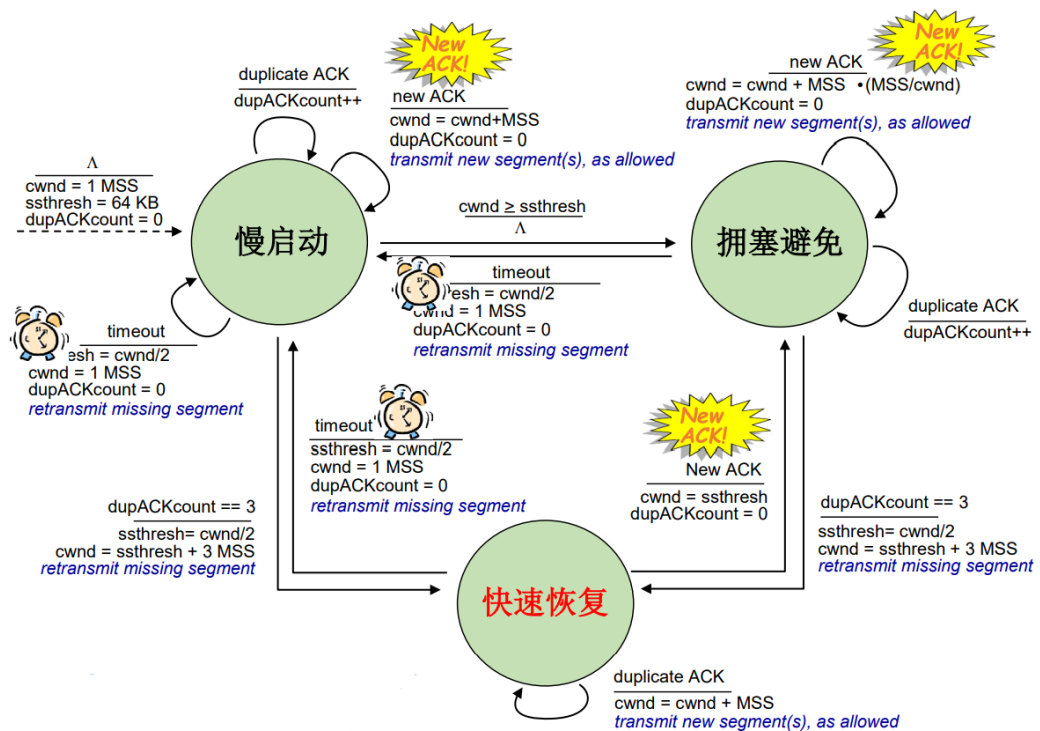 New
ACK!
duplicate ACK
dupACKcount++
new ACK
cwnd = cwnd+MSS
dupACKcount = 0
transmit new segment(s), as allowed
New
ACK!
new ACK
cwnd = cwnd + MSS •(MSS/cwnd)
dupACKcount = 0
transmit new segment(s), as allowed
Λ
cwnd = 1 MSS
ssthresh = 64 KB
dupACKcount = 0
慢启动
cwnd ≥ ssthresh
Λ
拥塞避免
timeout
resh = cwnd/2
cwnd = 1 MSS
dupACKcount = 0
retransmit missing segment
timeout
esh = cwnd/2
cwnd = 1 MSS
dupACKcount = 0
retransmit missing segment
duplicate ACK
dupACKcount++
timeout
ssthresh = cwnd/2
cwnd = 1 MSS
dupACKcount = 0
retransmit missing segment
New
ACK!
New ACK
cwnd = ssthresh
dupACKcount = 0
dupACKcount == 3
ssthresh= cwnd/2
cwnd = ssthresh + 3 MSS
retransmit missing segment
dupACKcount == 3
ssthresh= cwnd/2
cwnd = ssthresh + 3 MSS
retransmit missing segment
快速恢复
duplicate ACK
cwnd = cwnd + MSS
transmit new segment(s), as allowed